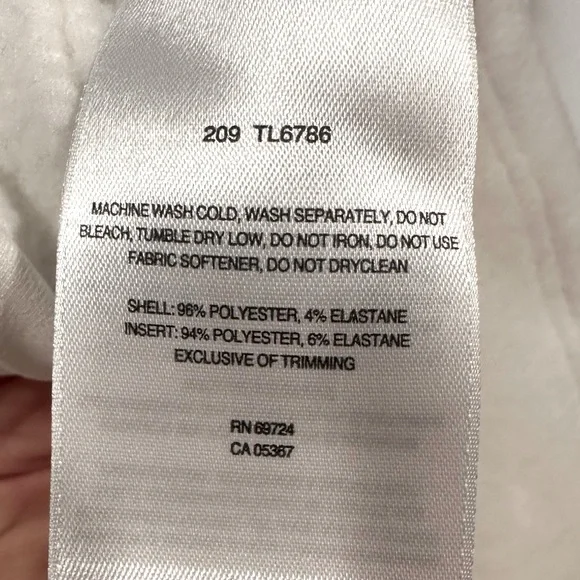 209 TL6786
MACHINE WASH COLD, WASH SEPARATELY, DO NOT
BLEACH, TUMBLE DRY LOW, DO NOT IRON, DO NOT USE
FABRIC SOFTENER, DO NOT DRYCLEAN
SHELL: 96% POLYESTER, 4% ELASTANE
INSERT: 94% POLYESTER, 6% ELASTANE
EXCLUSIVE OF TRIMMING
RN 69724
CA 05367